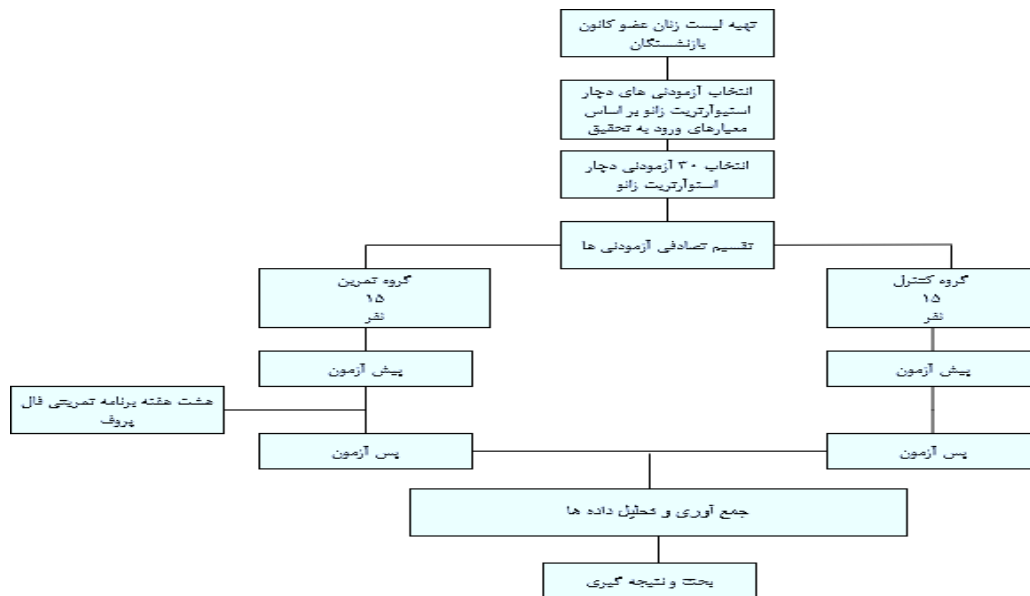 تهیه لیست زنان عضو کانون
بازنشستگان
انتخاب آزمودنی های دچار
استیوآرتریت زانو بر اساس
معیارهای ورود به تحقیق
انتخاب ۳۰ آزمودنی دچار
استوآرتریت زانو
تقسیم تصادفی آزمودنی ها
گروه کنترل
۱۵
نفر
گروه تمرین
۱۵
نفر
پیش آزمون
پیش آزمون
هشت هفته برنامه تمرینی فال
پروف
پس آزمون
پس آزمون
جمع آوری و تحلیل داده ها
بحث و نتیجه گیری